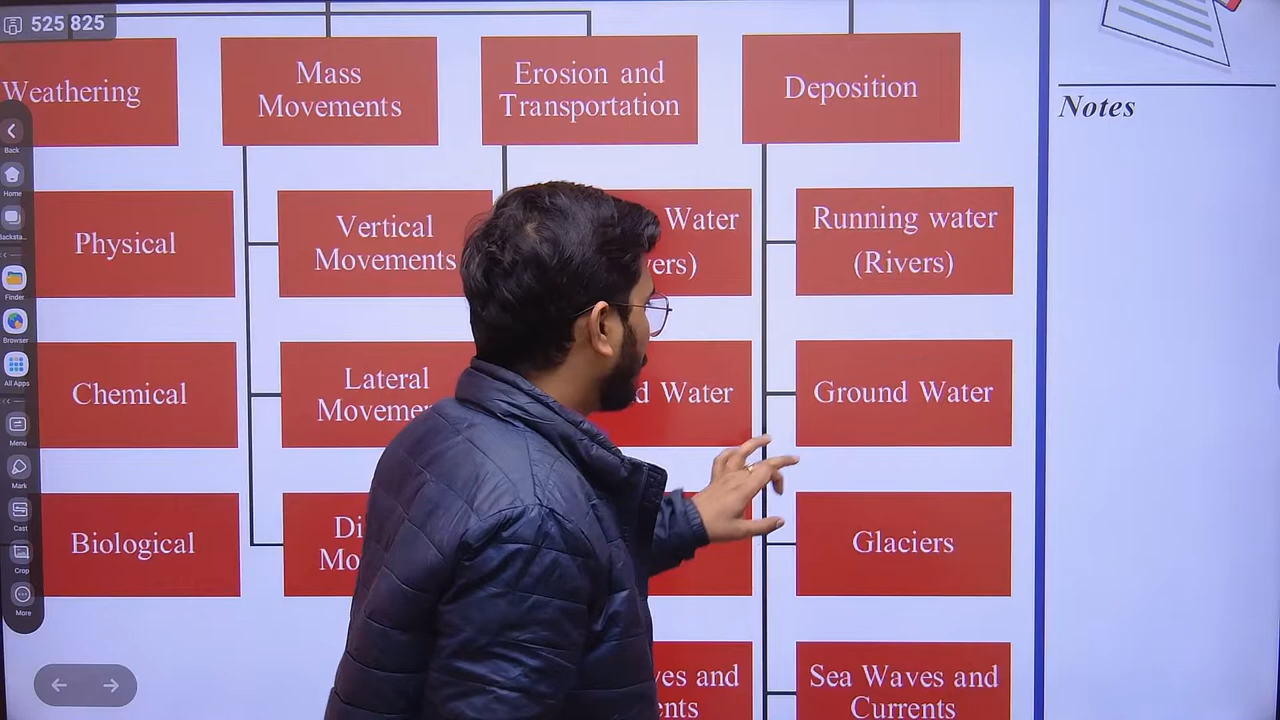 525 825
Weathering
Mass
Movements
Erosion and
Transportation
Deposition
Notes
Physical
Vertical
Movements
Water
Running water
(Rivers)
Chemical
Lateral
Water
Ground Water
Biological
Glaciers
and
Sea Waves and
Currents
Back
Home
Finder
Browser
All Apps
Menu
Mark
Cast
Crop
More